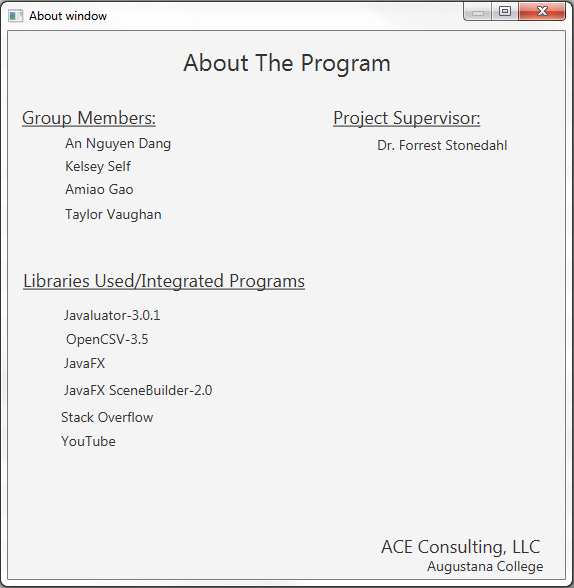 About window
About The Program
Group Members:
An Nguyen Dang
Kelsey Self
Amiao Gao
Taylor Vaughan
Project Supervisor:
Dr. Forrest Stonedahl
Libraries Used/Integrated Programs
Javaluator-3.0.1
OpenCSV-3.5
JavaFX
JavaFX SceneBuilder-2.0
Stack Overflow
YouTube
ACE Consulting, LLC
Augustana College